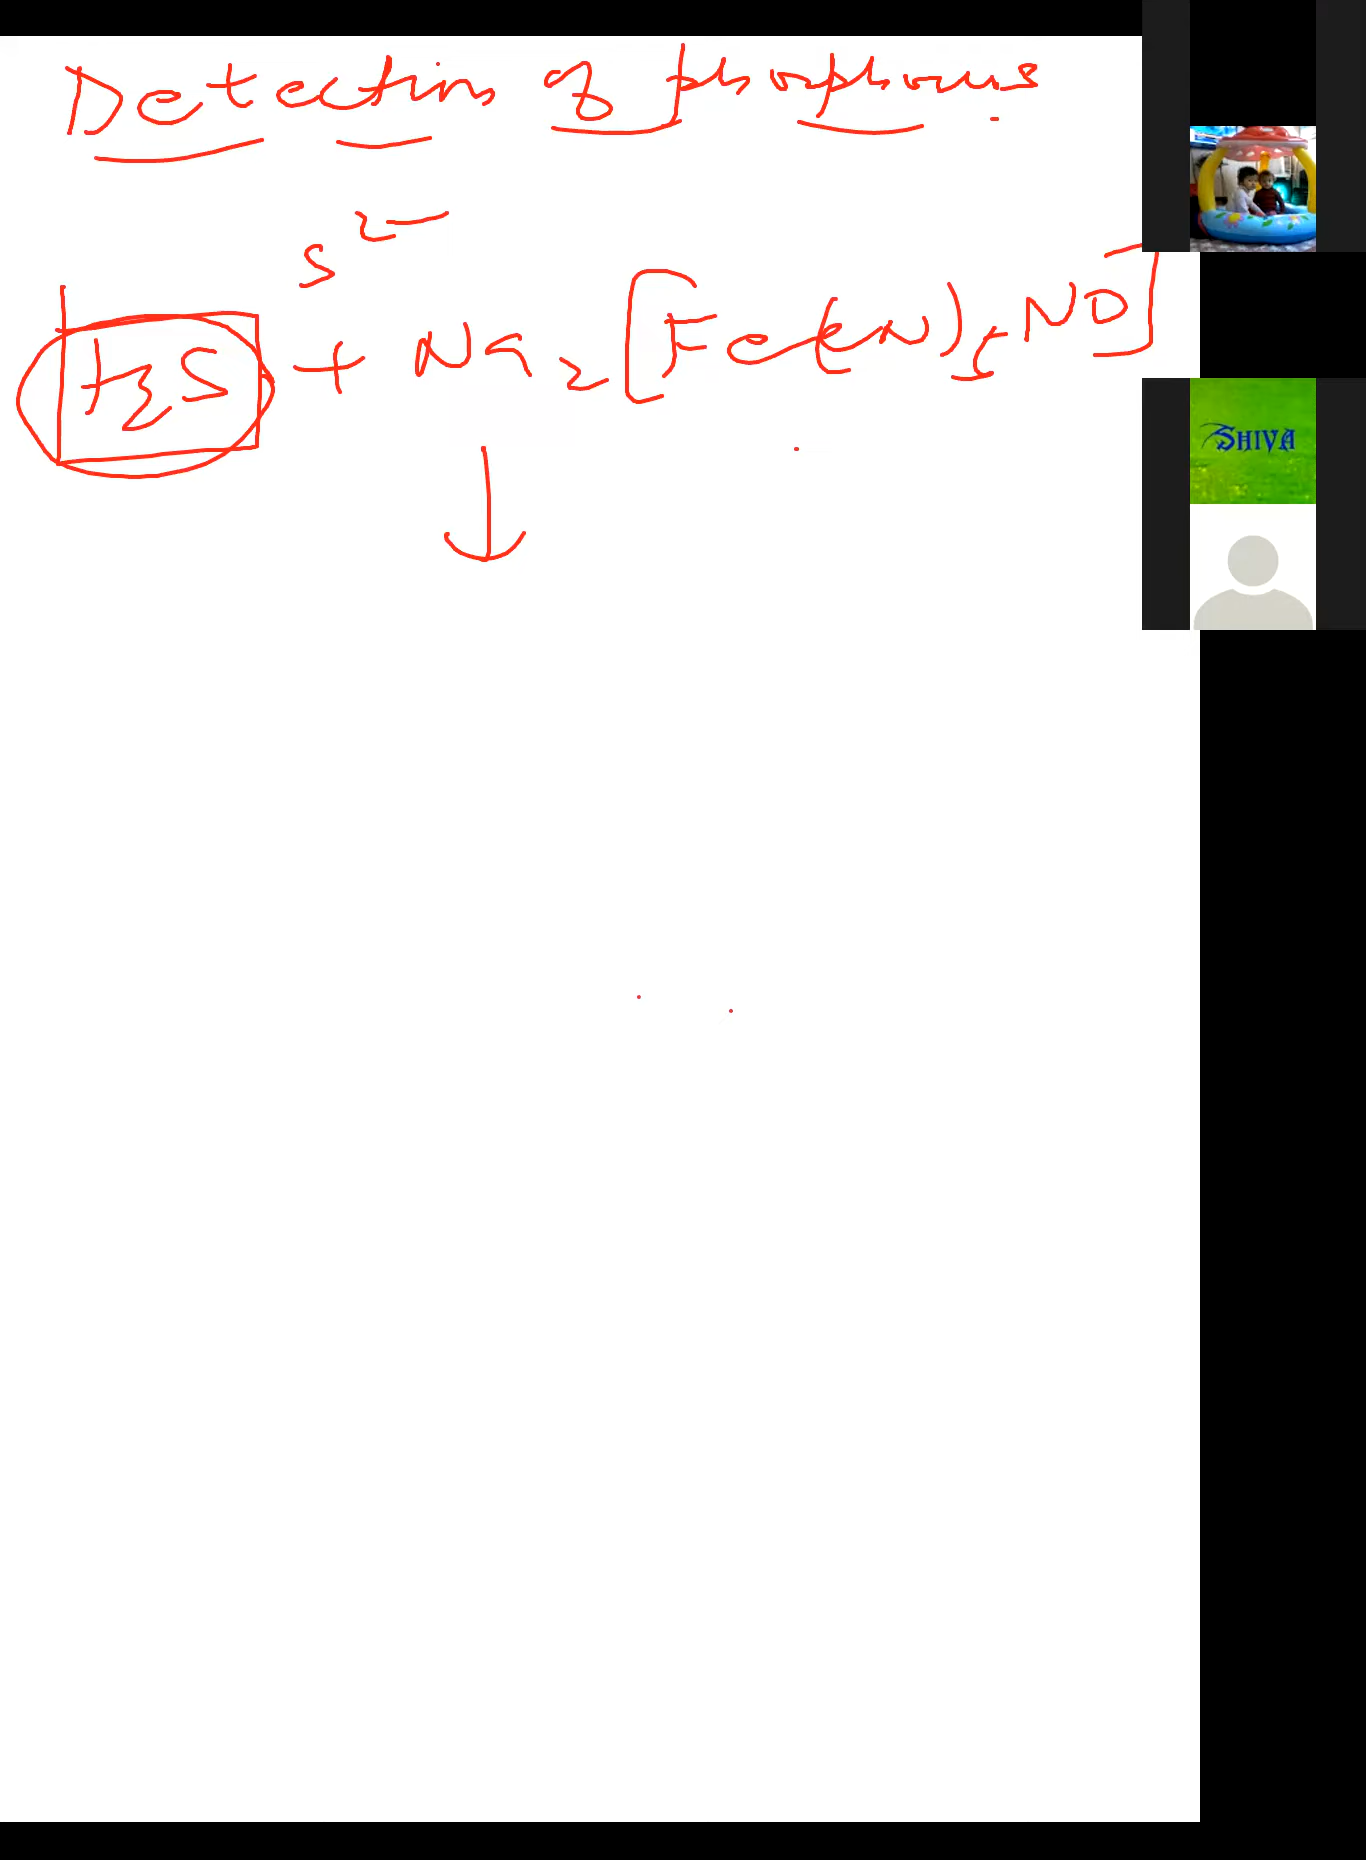 Detection of phosphorus
S²⁻
H₂S + Na₂[Fe(CN)₅NO]
↓
SHIVA